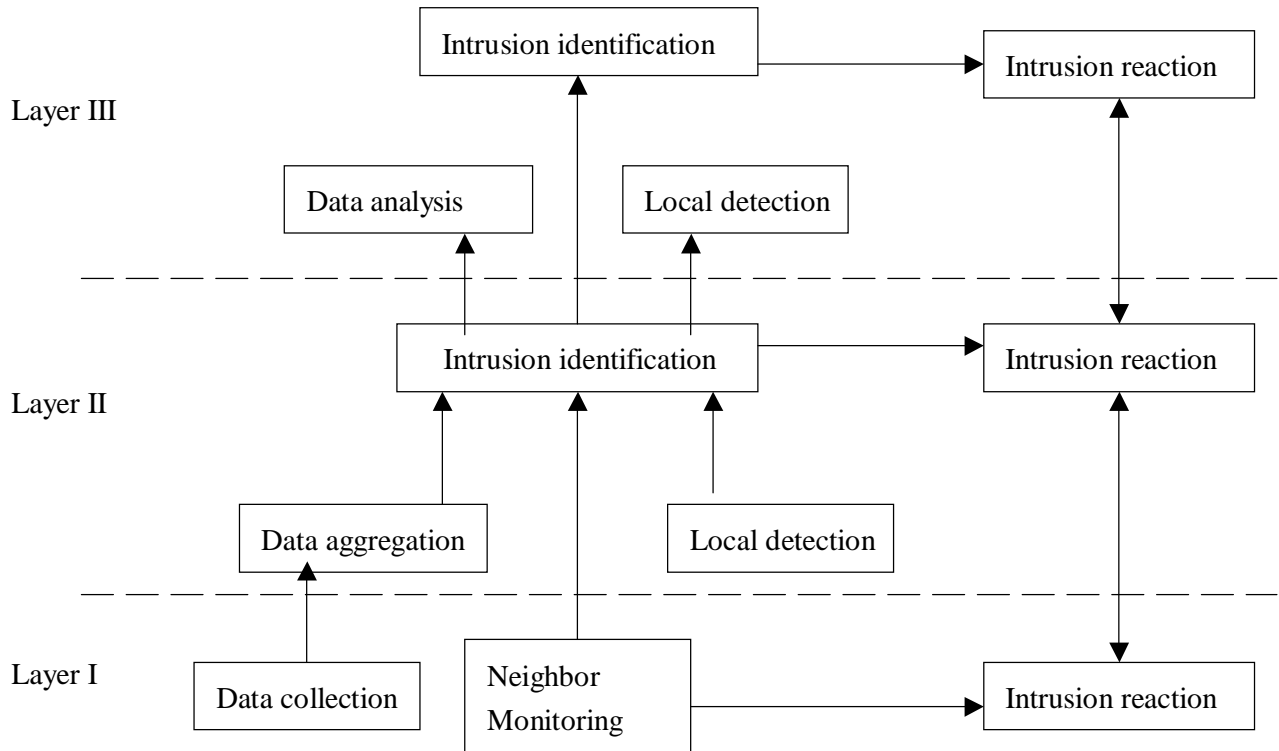 Intrusion identification
Intrusion reaction
Layer III
Data analysis
Local detection
Intrusion identification
Intrusion reaction
Layer II
Data aggregation
Local detection
Layer I
Data collection
Neighbor
Monitoring
Intrusion reaction